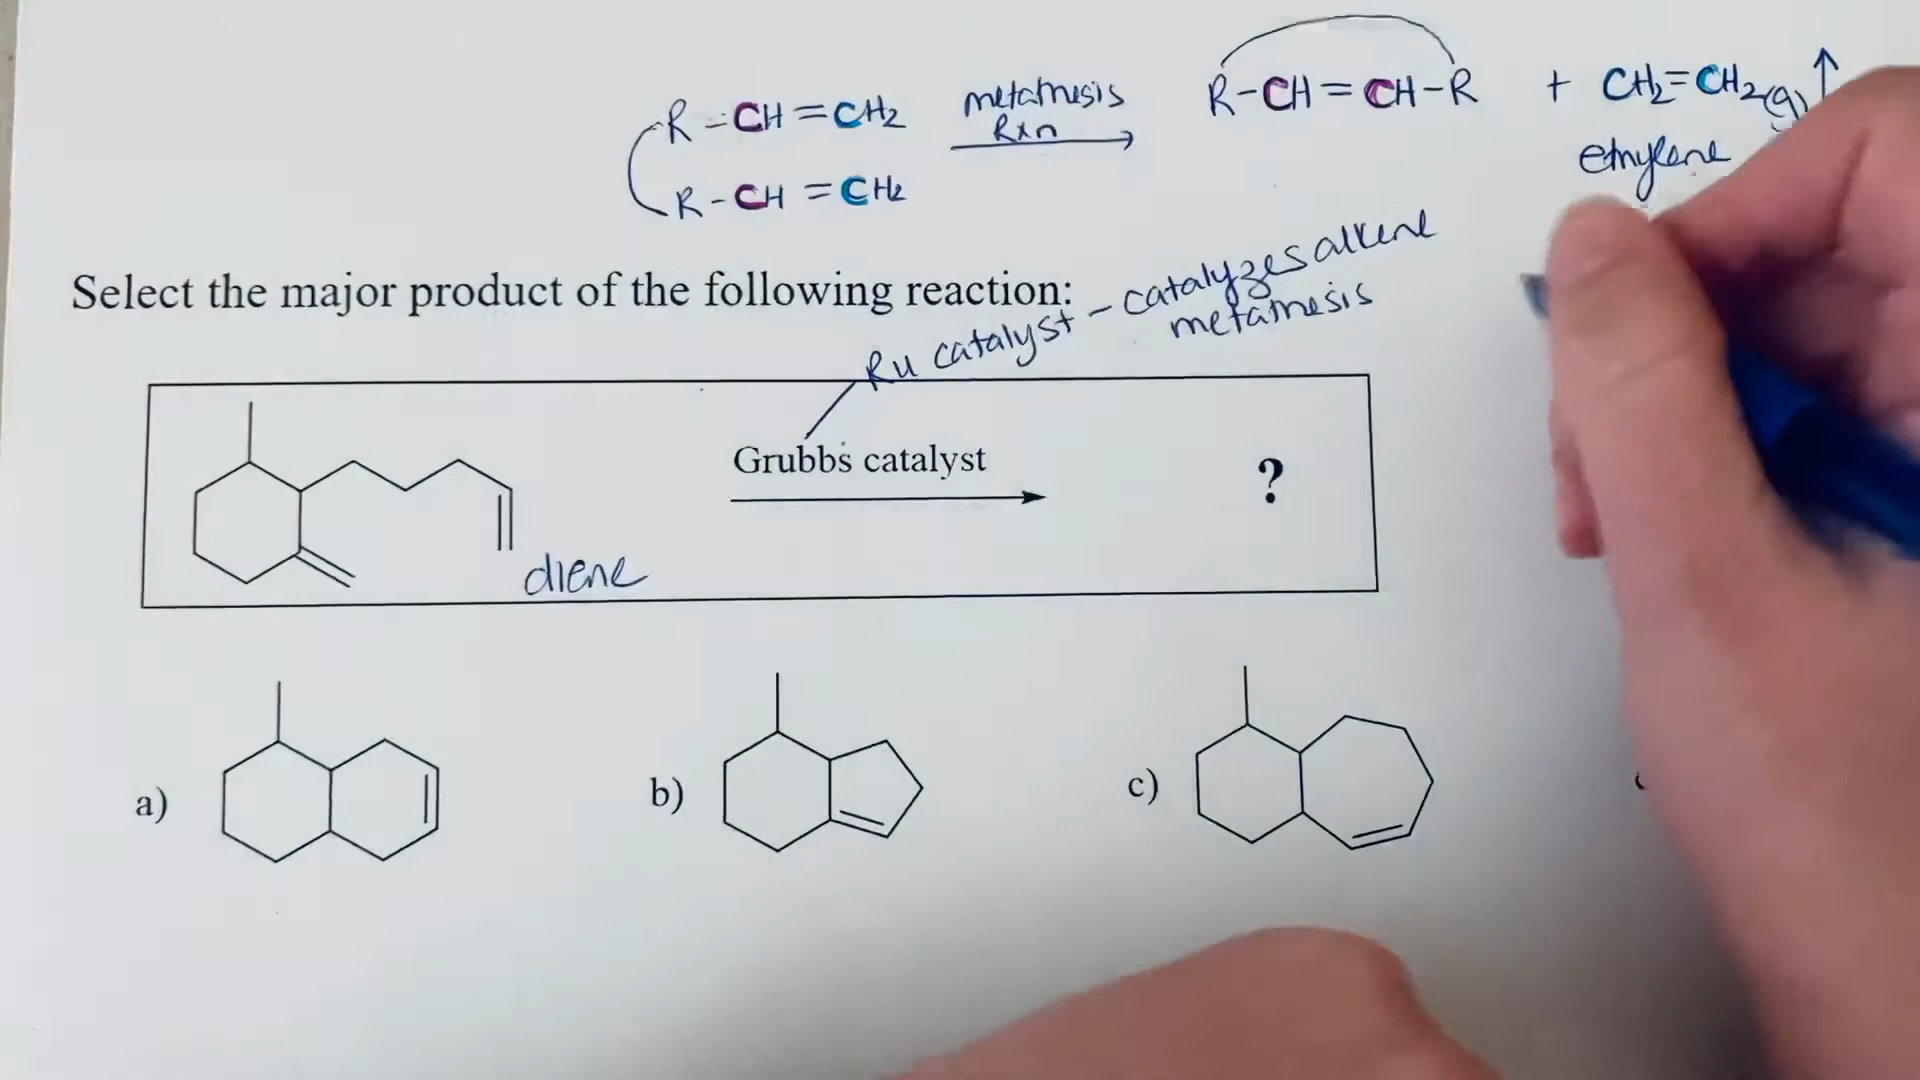 R-CH=CH2 metathesis Rxn R-CH=CH-R + CH2=CH2(g)↑
R-CH=CH2 ethylene
Select the major product of the following reaction:
Ru catalyst - catalyzes alkene
metathesis
Grubbs catalyst
?
diene
a) b) c)